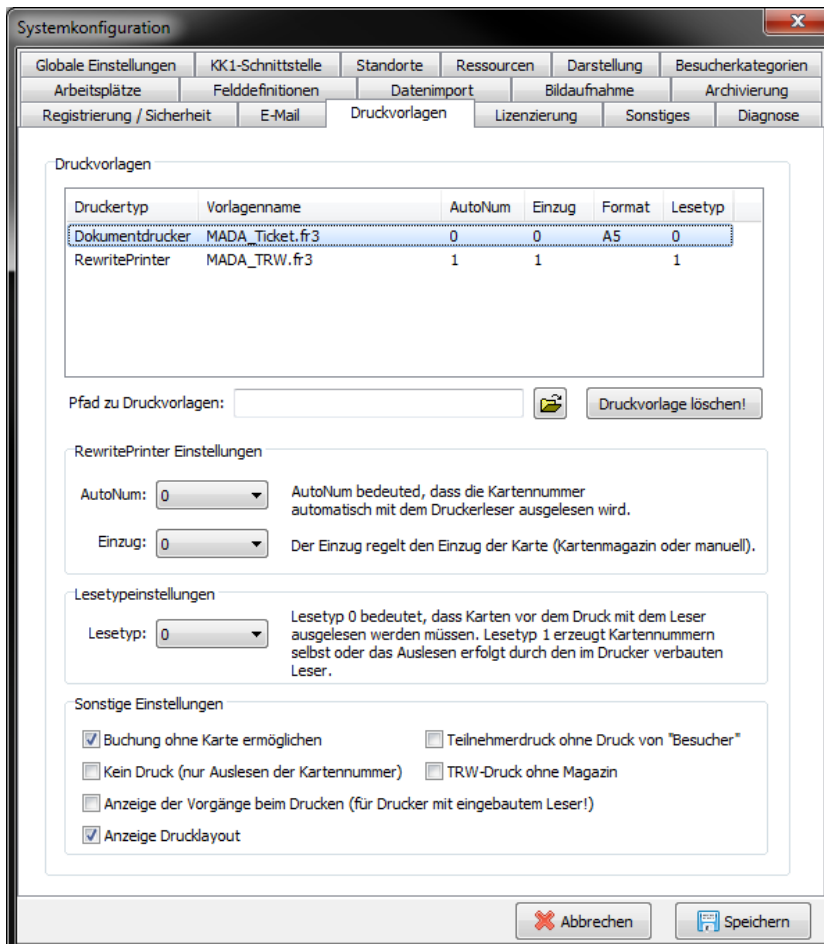 Systemkonfiguration
Globale Einstellungen KK1-Schnittstelle Standorte Ressourcen Darstellung Besucherkategorien
Arbeitsplätze Felddefinitionen Datenimport Bildaufnahme Archivierung
Registrierung / Sicherheit E-Mail Druckvorlagen Lizenzierung Sonstiges Diagnose
Druckvorlagen
Druckertyp Vorlagenname AutoNum Einzug Format Lesetyp
Dokumentdrucker MADA_Ticket.fr3 0 0 A5 0
RewritePrinter MADA_TRW.fr3 1 1 1
Pfad zu Druckvorlagen: Druckvorlage löschen!
RewritePrinter Einstellungen
AutoNum: 0 AutoNum bedeuted, dass die Kartennummer
automatisch mit dem Druckerleser ausgelesen wird.
Einzug: 0 Der Einzug regelt den Einzug der Karte (Kartenmagazin oder manuell).
Lesetypeinstellungen
Lesetyp 0 bedeutet, dass Karten vor dem Druck mit dem Leser
Lesetyp: 0 ausgelesen werden müssen. Lesetyp 1 erzeugt Kartennummern
selbst oder das Auslesen erfolgt durch den im Drucker verbauten
Leser.
Sonstige Einstellungen
Buchung ohne Karte ermöglichen Teilnehmerdruck ohne Druck von "Besucher"
Kein Druck (nur Auslesen der Kartennummer) TRW-Druck ohne Magazin
Anzeige der Vorgänge beim Drucken (für Drucker mit eingebautem Leser!)
Anzeige Drucklayout
Abbrechen Speichern